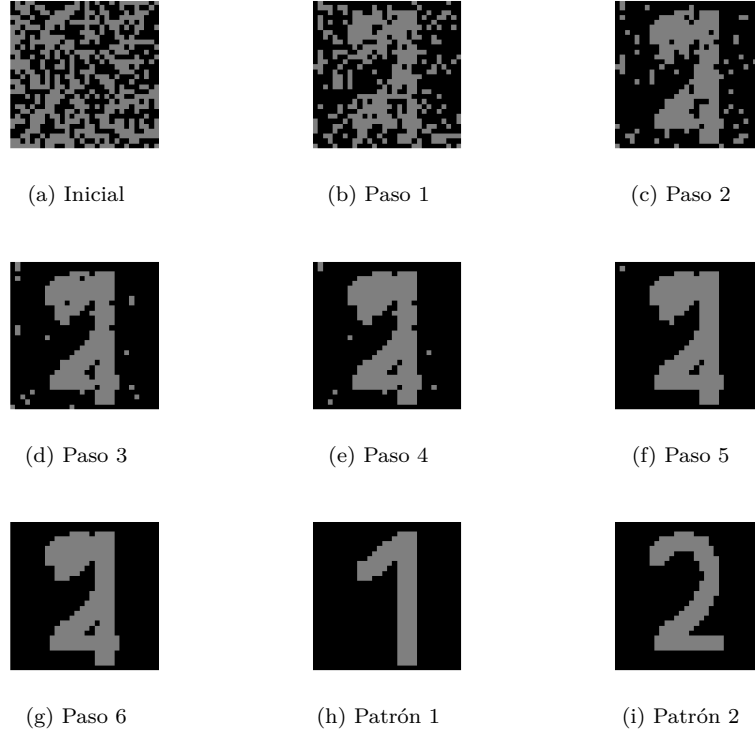 (a) Inicial
(b) Paso 1
(c) Paso 2
(d) Paso 3
(e) Paso 4
(f) Paso 5
(g) Paso 6
(h) Patrón 1
(i) Patrón 2